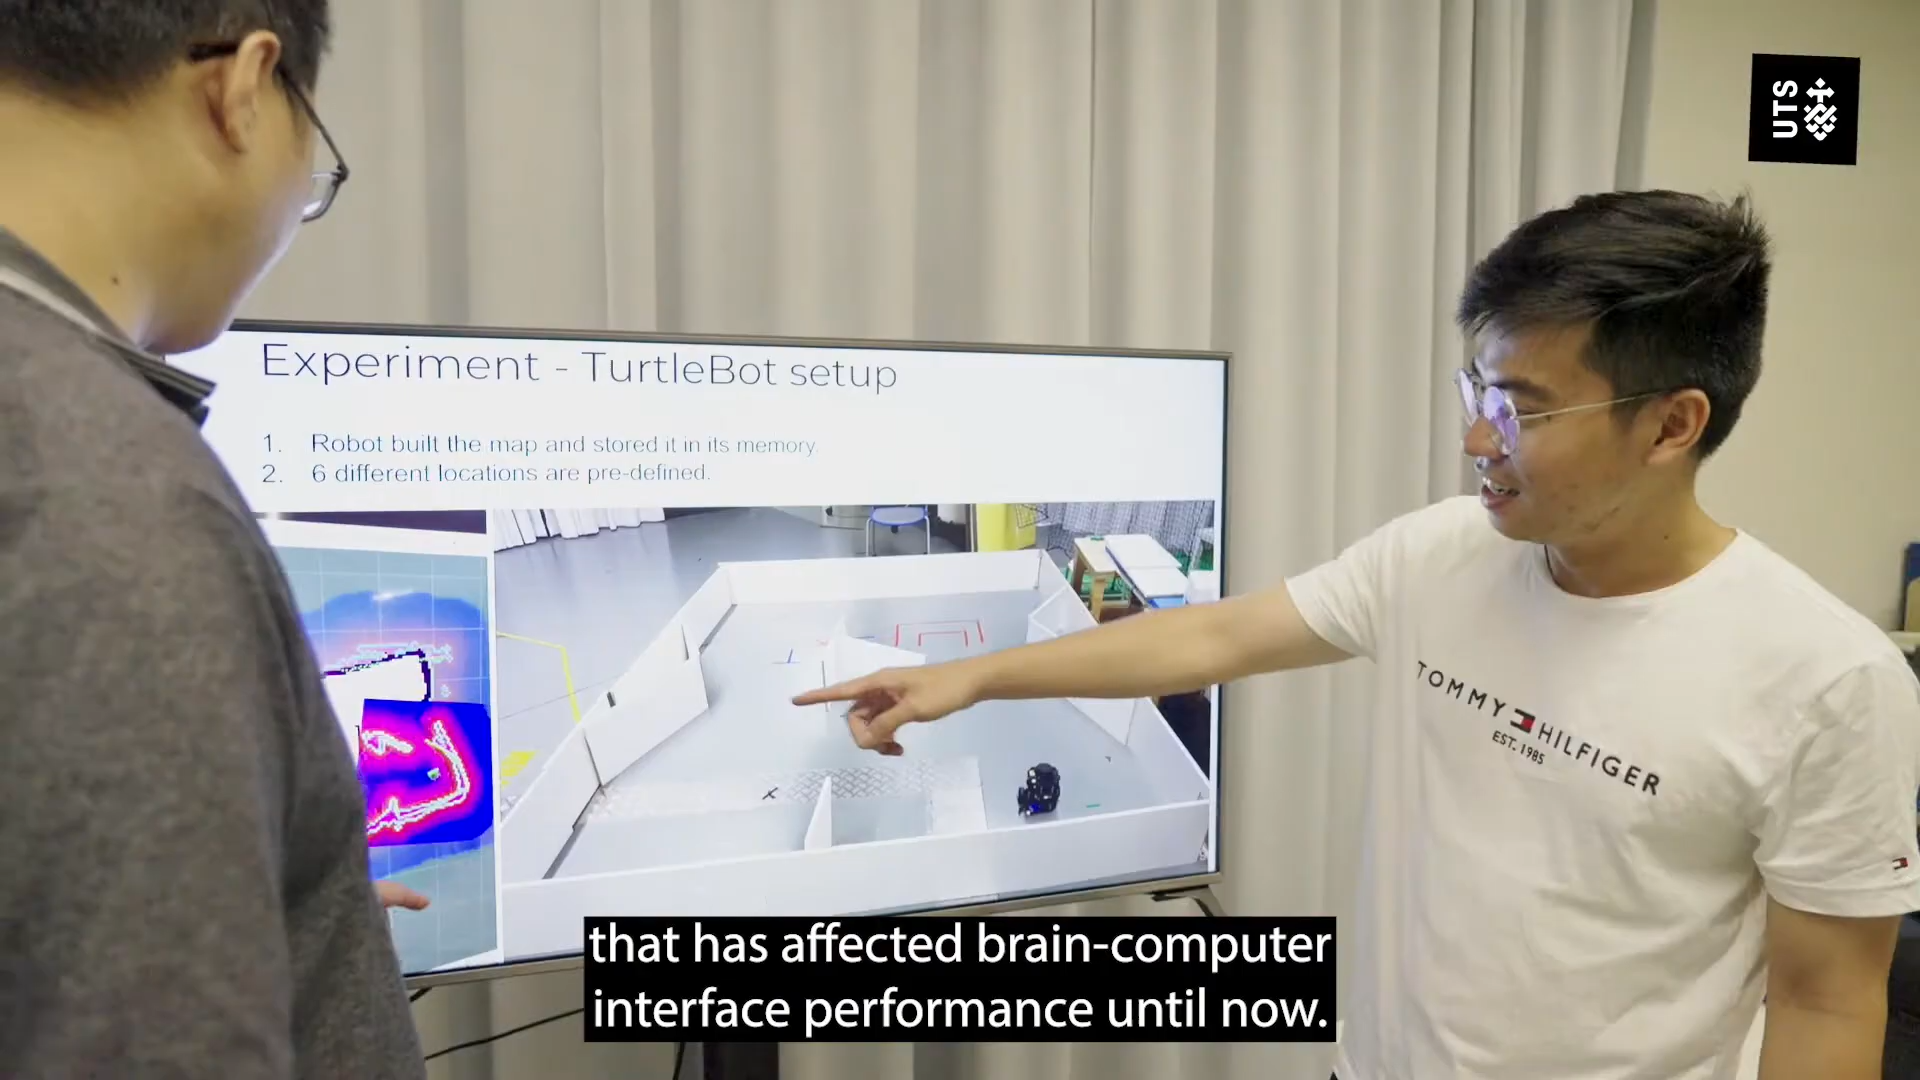 UTS
Experiment - TurtleBot setup
1. Robot built the map and stored it in its memory.
2. 6 different locations are pre-defined.
TOMMY HILFIGER
EST. 1985
that has affected brain-computer
interface performance until now.